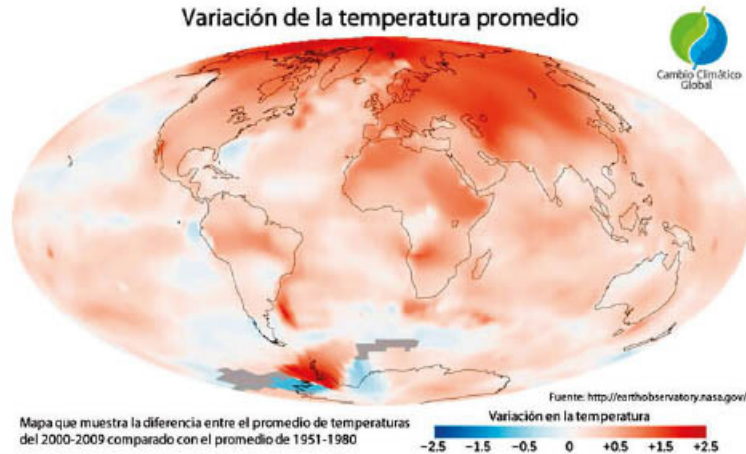 Variación de la temperatura promedio
Cambio Climático
Global
Fuente: http://earthobservatory.nasa.gov/
Mapa que muestra la diferencia entre el promedio de temperaturas
del 2000-2009 comparado con el promedio de 1951-1980
Variación en la temperatura
−2.5 −1.5 −0.5 0 +0.5 +1.5 +2.5